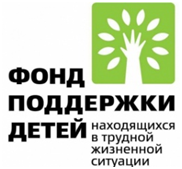 ФОНД
ПОДДЕРЖКИ
ДЕТЕЙ
находящихся
в трудной
жизненной
ситуации